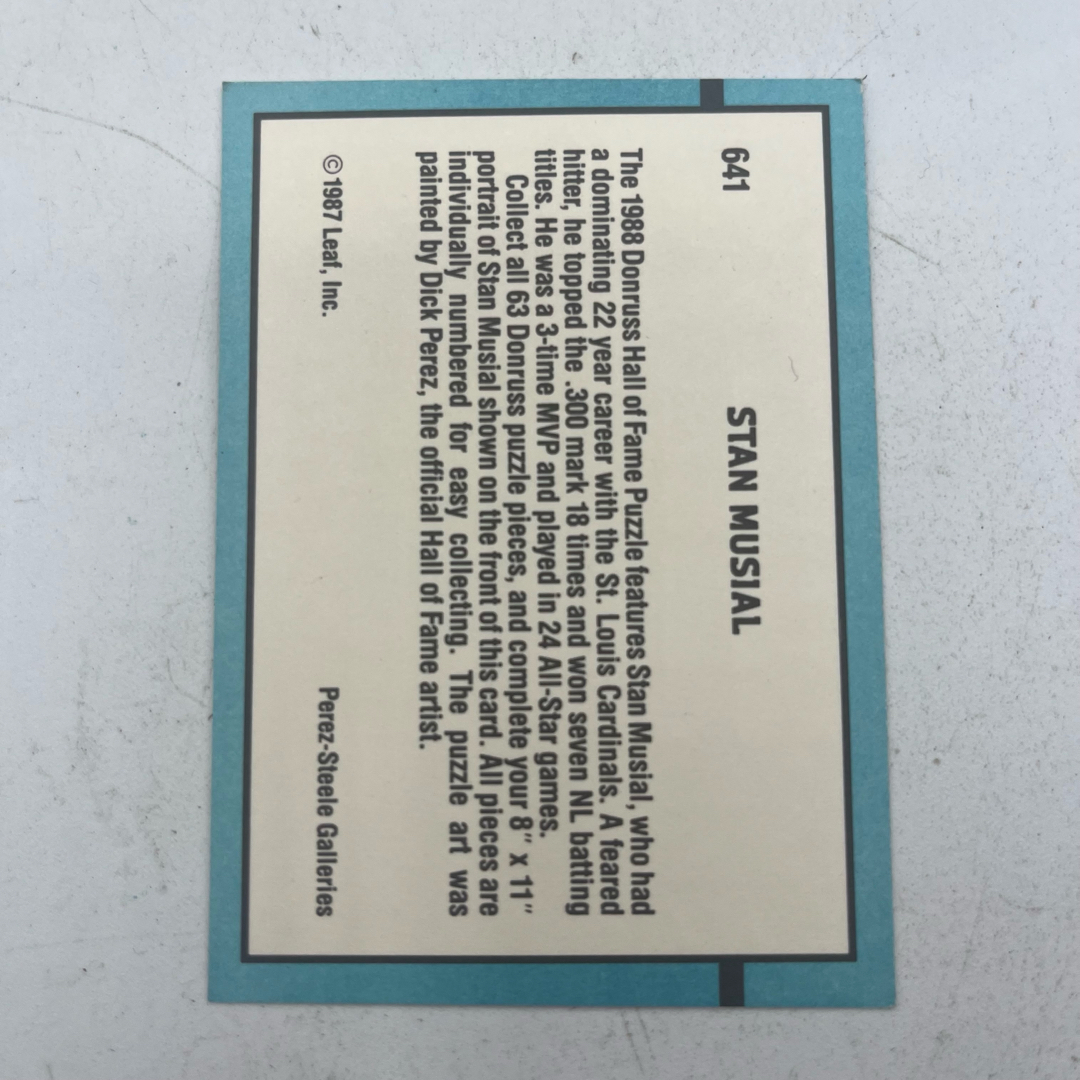 641
STAN MUSIAL
The 1988 Donruss Hall of Fame Puzzle features Stan Musial, who had
a dominating 22 year career with the St. Louis Cardinals. A feared
hitter, he topped the .300 mark 18 times and won seven NL batting
titles. He was a 3-time MVP and played in 24 All-Star games.
Collect all 63 Donruss puzzle pieces, and complete your 8" x 11"
portrait of Stan Musial shown on the front of this card. All pieces are
individually numbered for easy collecting. The puzzle art was
painted by Dick Perez, the official Hall of Fame artist.
©1987 Leaf, Inc.
Perez-Steele Galleries